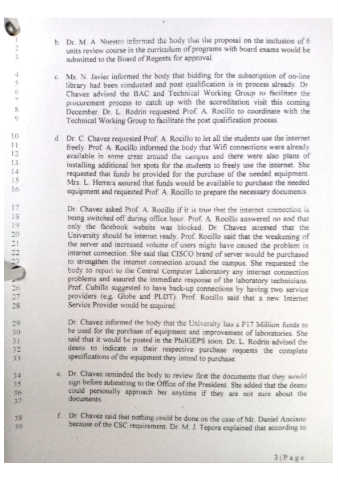 1 b. Dr. M. A. Nuestro informed the body that the proposal on the inclusion of 6
2 units review course in the curriculum of programs with board exams would be
3 submitted to the Board of Regents for approval.
4 c. Mr. N. Javier informed the body that bidding for the subscription of on-line
5 library had been conducted and post qualification is in process already. Dr.
6 Chavez advised the BAC and Technical Working Group to facilitate the
7 procurement process to catch up with the accreditation visit this coming
8 December. Dr. L. Rodrin requested Prof. A. Rocillo to coordinate with the
9 Technical Working Group to facilitate the post qualification process.
10 d. Dr. C. Chavez requested Prof. A. Rocillo to let all the students use the internet
11 freely. Prof. A. Rocillo informed the body that Wifi connections were already
12 available in some areas around the campus and there were also plans of
13 installing additional hot spots for the students to freely use the internet. She
14 requested that funds be provided for the purchase of the needed equipment.
15 Mrs. L. Herrera assured that funds would be available to purchase the needed
16 equipment and requested Prof. A. Rocillo to prepare the necessary documents.
17 Dr. Chavez asked Prof. A. Rocillo if it is true that the internet connection is
18 being switched off during office hour. Prof. A. Rocillo answered no and that
19 only the facebook website was blocked. Dr. Chavez stressed that the
20 University should be internet ready. Prof. Rocillo said that the weakening of
21 the server and increased volume of users might have caused the problem in
22 internet connection. She said that CISCO brand of server would be purchased
to strengthen the internet connection around the campus. She requested the
body to report to the Central Computer Laboratory any internet connection
problems and assured the immediate response of the laboratory technicians.
26 Prof. Cubillo suggested to have back-up connections by having two service
27 providers (e.g. Globe and PLDT). Prof. Rocillo said that a new Internet
28 Service Provider would be acquired.
29 Dr. Chavez informed the body that the University has a P17 Million funds to
30 be used for the purchase of equipment and improvement of laboratories. She
31 said that it would be posted in the PhilGEPS soon. Dr. L. Rodrin advised the
32 deans to indicate in their respective purchase requests the complete
33 specifications of the equipment they intend to purchase.
34 e. Dr. Chavez reminded the body to review first the documents that they would
35 sign before submitting to the Office of the President. She added that the deans
36 could personally approach her anytime if they are not sure about the
37 documents.
38 f. Dr. Chavez said that nothing could be done on the case of Mr. Daniel Anciano
39 because of the CSC requirement. Dr. M. J. Tepora explained that according to
3 | P a g e